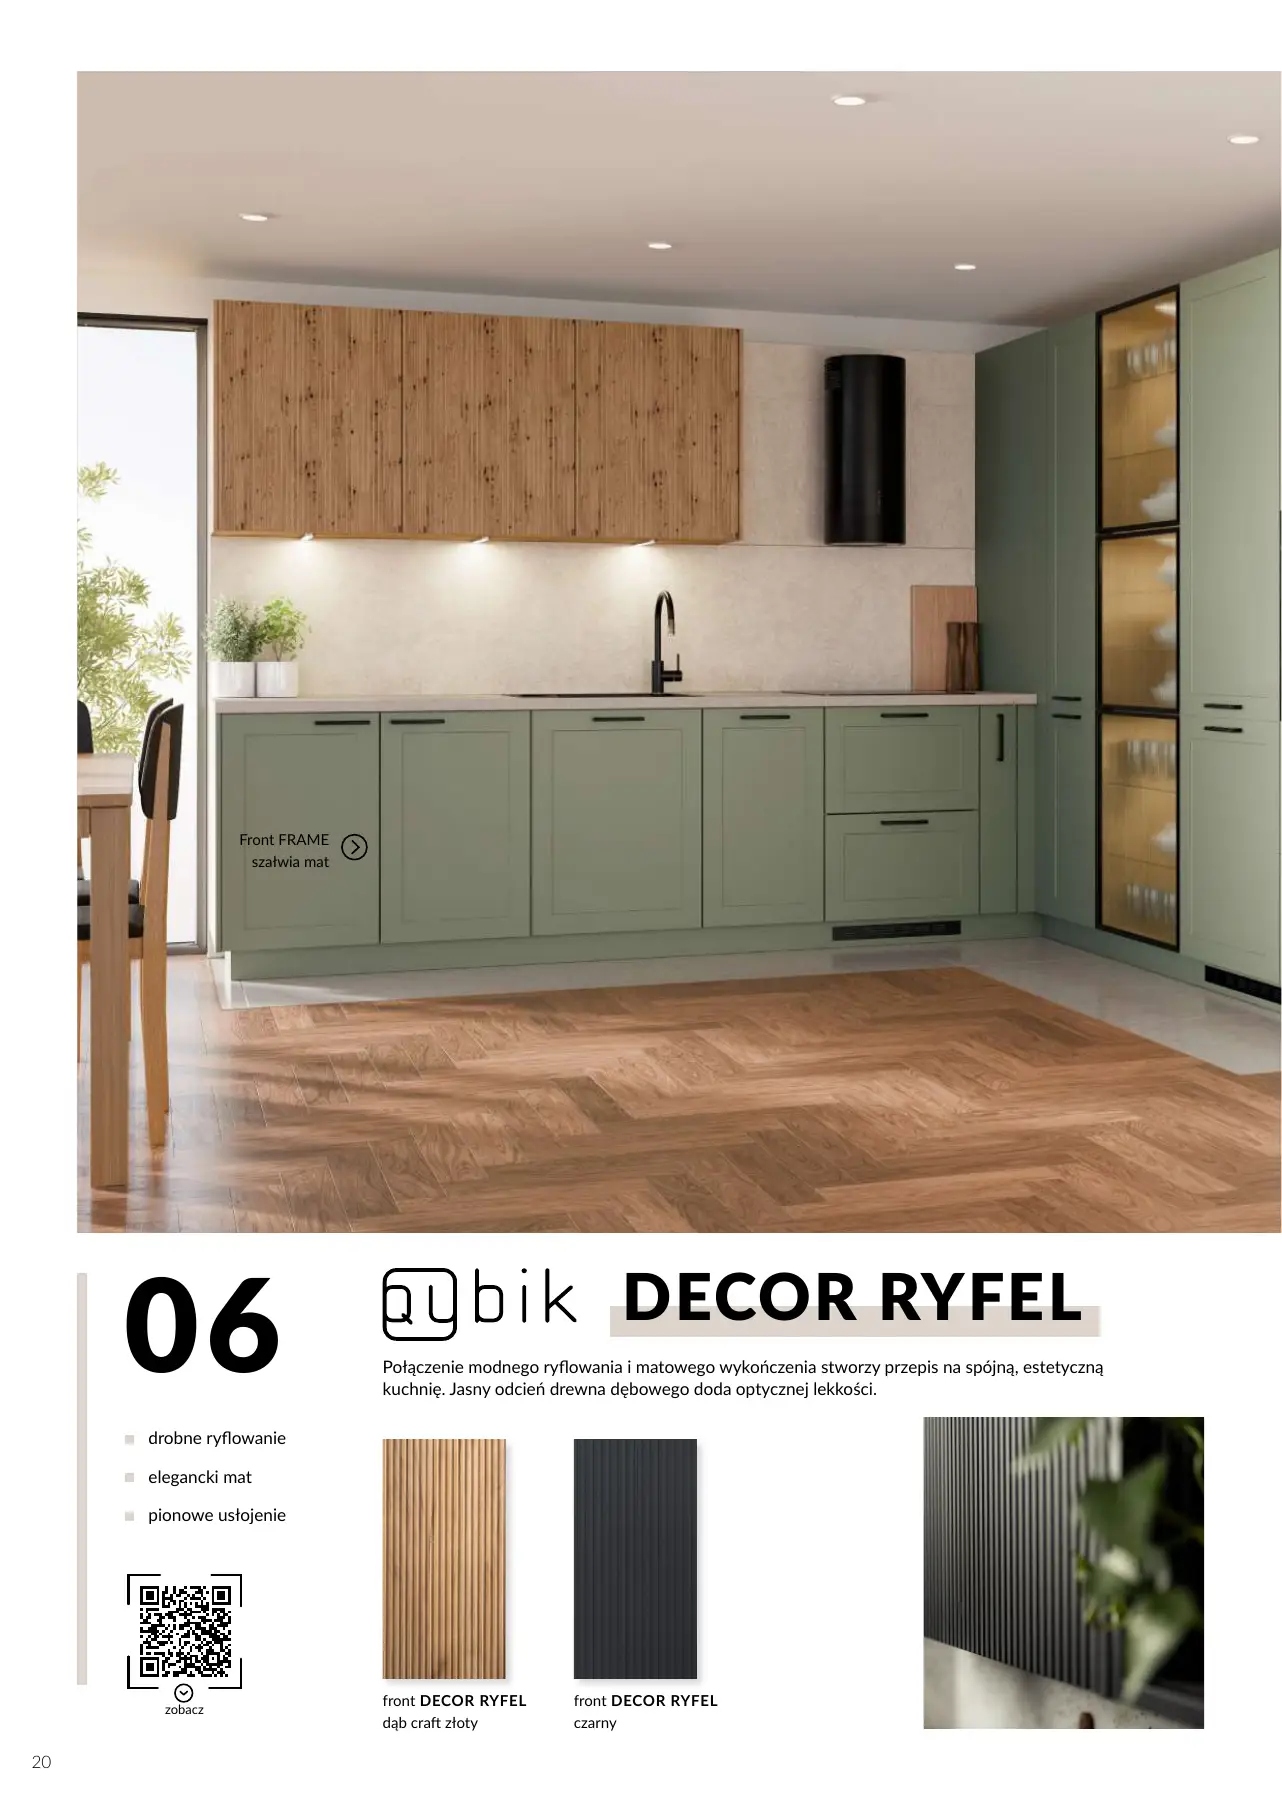 Front FRAME
szałwia mat
06
QUbik DECOR RYFEL
Połączenie modnego ryflowania i matowego wykończenia stworzy przepis na spójną, estetyczną
kuchnię. Jasny odcień drewna dębowego doda optycznej lekkości.
drobne ryflowanie
elegancki mat
pionowe usłojenie
zobacz
front DECOR RYFEL
dąb craft złoty
front DECOR RYFEL
czarny
20